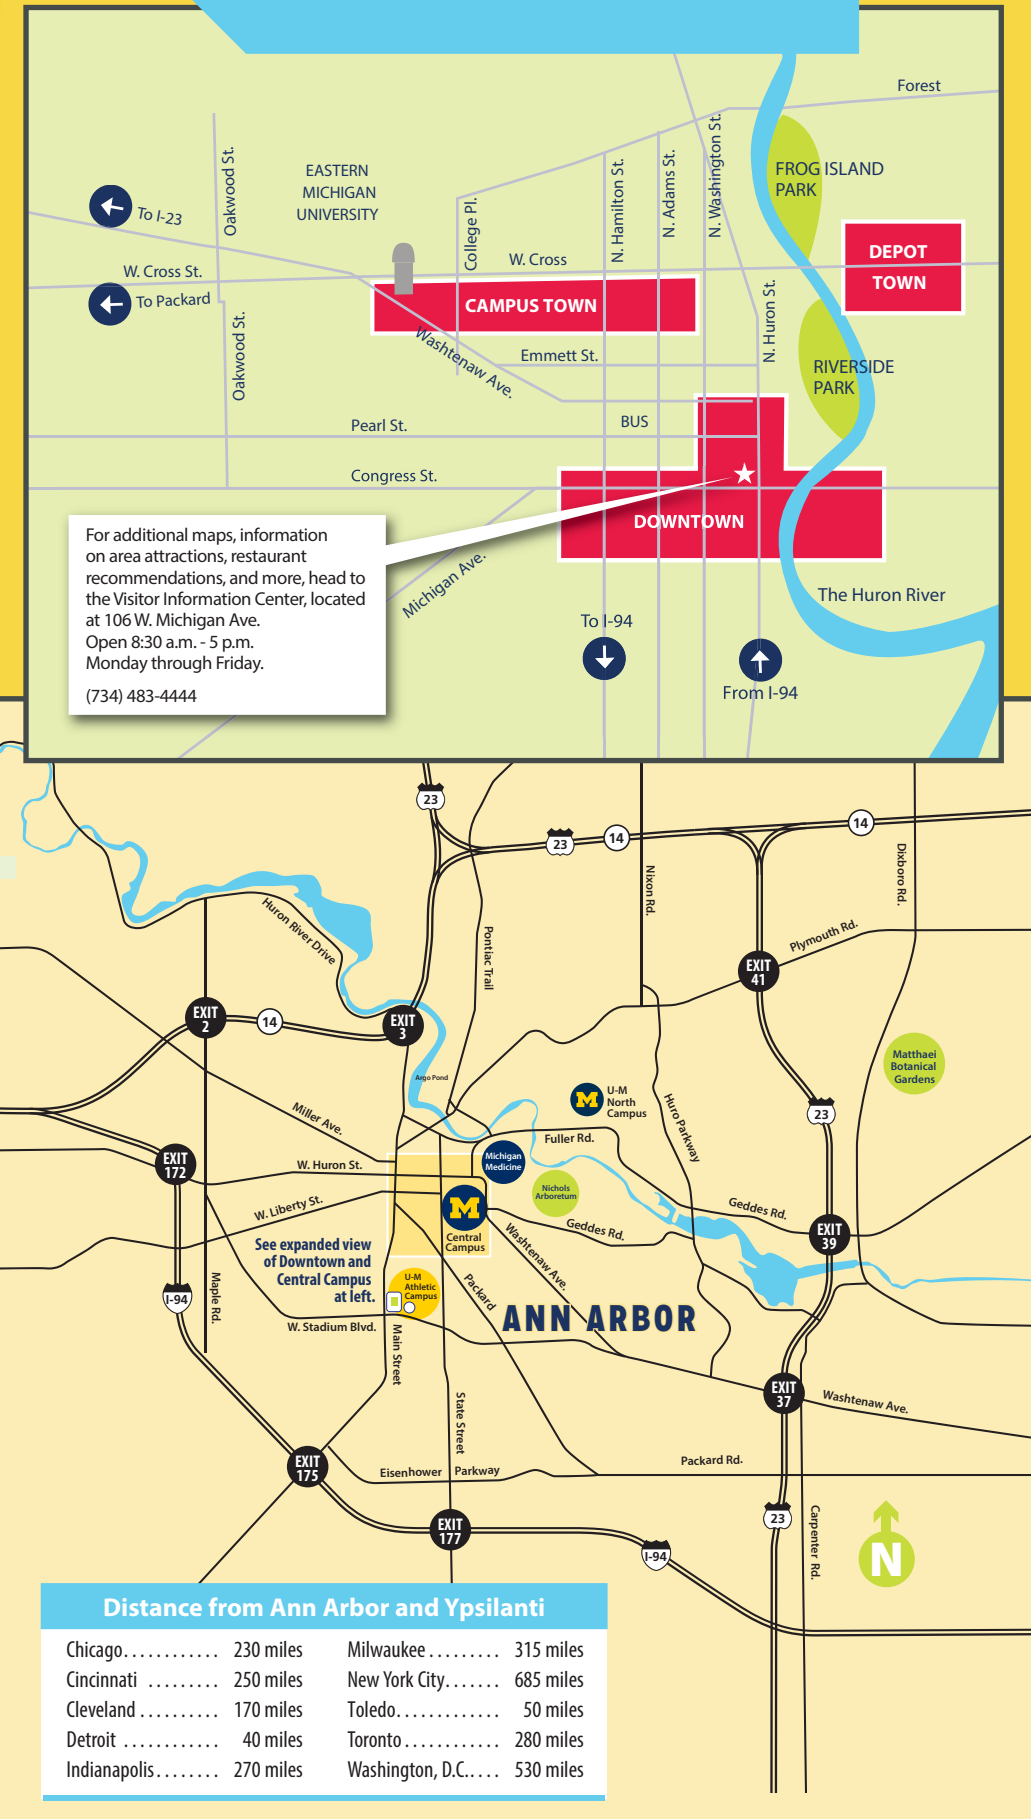 Forest
FROG ISLAND
PARK
EASTERN
MICHIGAN
UNIVERSITY
Oakwood St.
College Pl.
N. Hamilton St.
N. Adams St.
N. Washington St.
To I-23
W. Cross St.
To Packard
W. Cross
DEPOT
TOWN
CAMPUS TOWN
N. Huron St.
Oakwood St.
Washtenaw Ave.
Emmett St.
RIVERSIDE
PARK
Pearl St.
BUS
Congress St.
DOWNTOWN
For additional maps, information
on area attractions, restaurant
recommendations, and more, head to
the Visitor Information Center, located
at 106 W. Michigan Ave.
Open 8:30 a.m. - 5 p.m.
Monday through Friday.
(734) 483-4444
Michigan Ave.
The Huron River
To I-94
From I-94
23
23
14
14
Nixon Rd.
Dixboro Rd.
Huron River Drive
Pontiac Trail
Plymouth Rd.
EXIT
41
EXIT
2
14
EXIT
3
Argo Pond
Matthaei
Botanical
Gardens
23
M
U-M
North
Campus
Huro Parkway
Miller Ave.
Fuller Rd.
EXIT
172
W. Huron St.
Michigan
Medicine
Nichols
Arboretum
W. Liberty St.
M
Central
Campus
Geddes Rd.
Geddes Rd.
EXIT
39
Washtenaw Ave.
See expanded view
of Downtown and
Central Campus
at left.
U-M
Athletic
Campus
Packard
I-94
Maple Rd.
W. Stadium Blvd.
Main Street
ANN ARBOR
State Street
EXIT
37
Washtenaw Ave.
EXIT
175
Eisenhower Parkway
Packard Rd.
EXIT
177
23
Carpenter Rd.
I-94
N
Distance from Ann Arbor and Ypsilanti
Chicago............ 230 miles
Cincinnati ......... 250 miles
Cleveland .......... 170 miles
Detroit ............ 40 miles
Indianapolis........ 270 miles
Milwaukee ......... 315 miles
New York City....... 685 miles
Toledo............. 50 miles
Toronto ............ 280 miles
Washington, D.C..... 530 miles